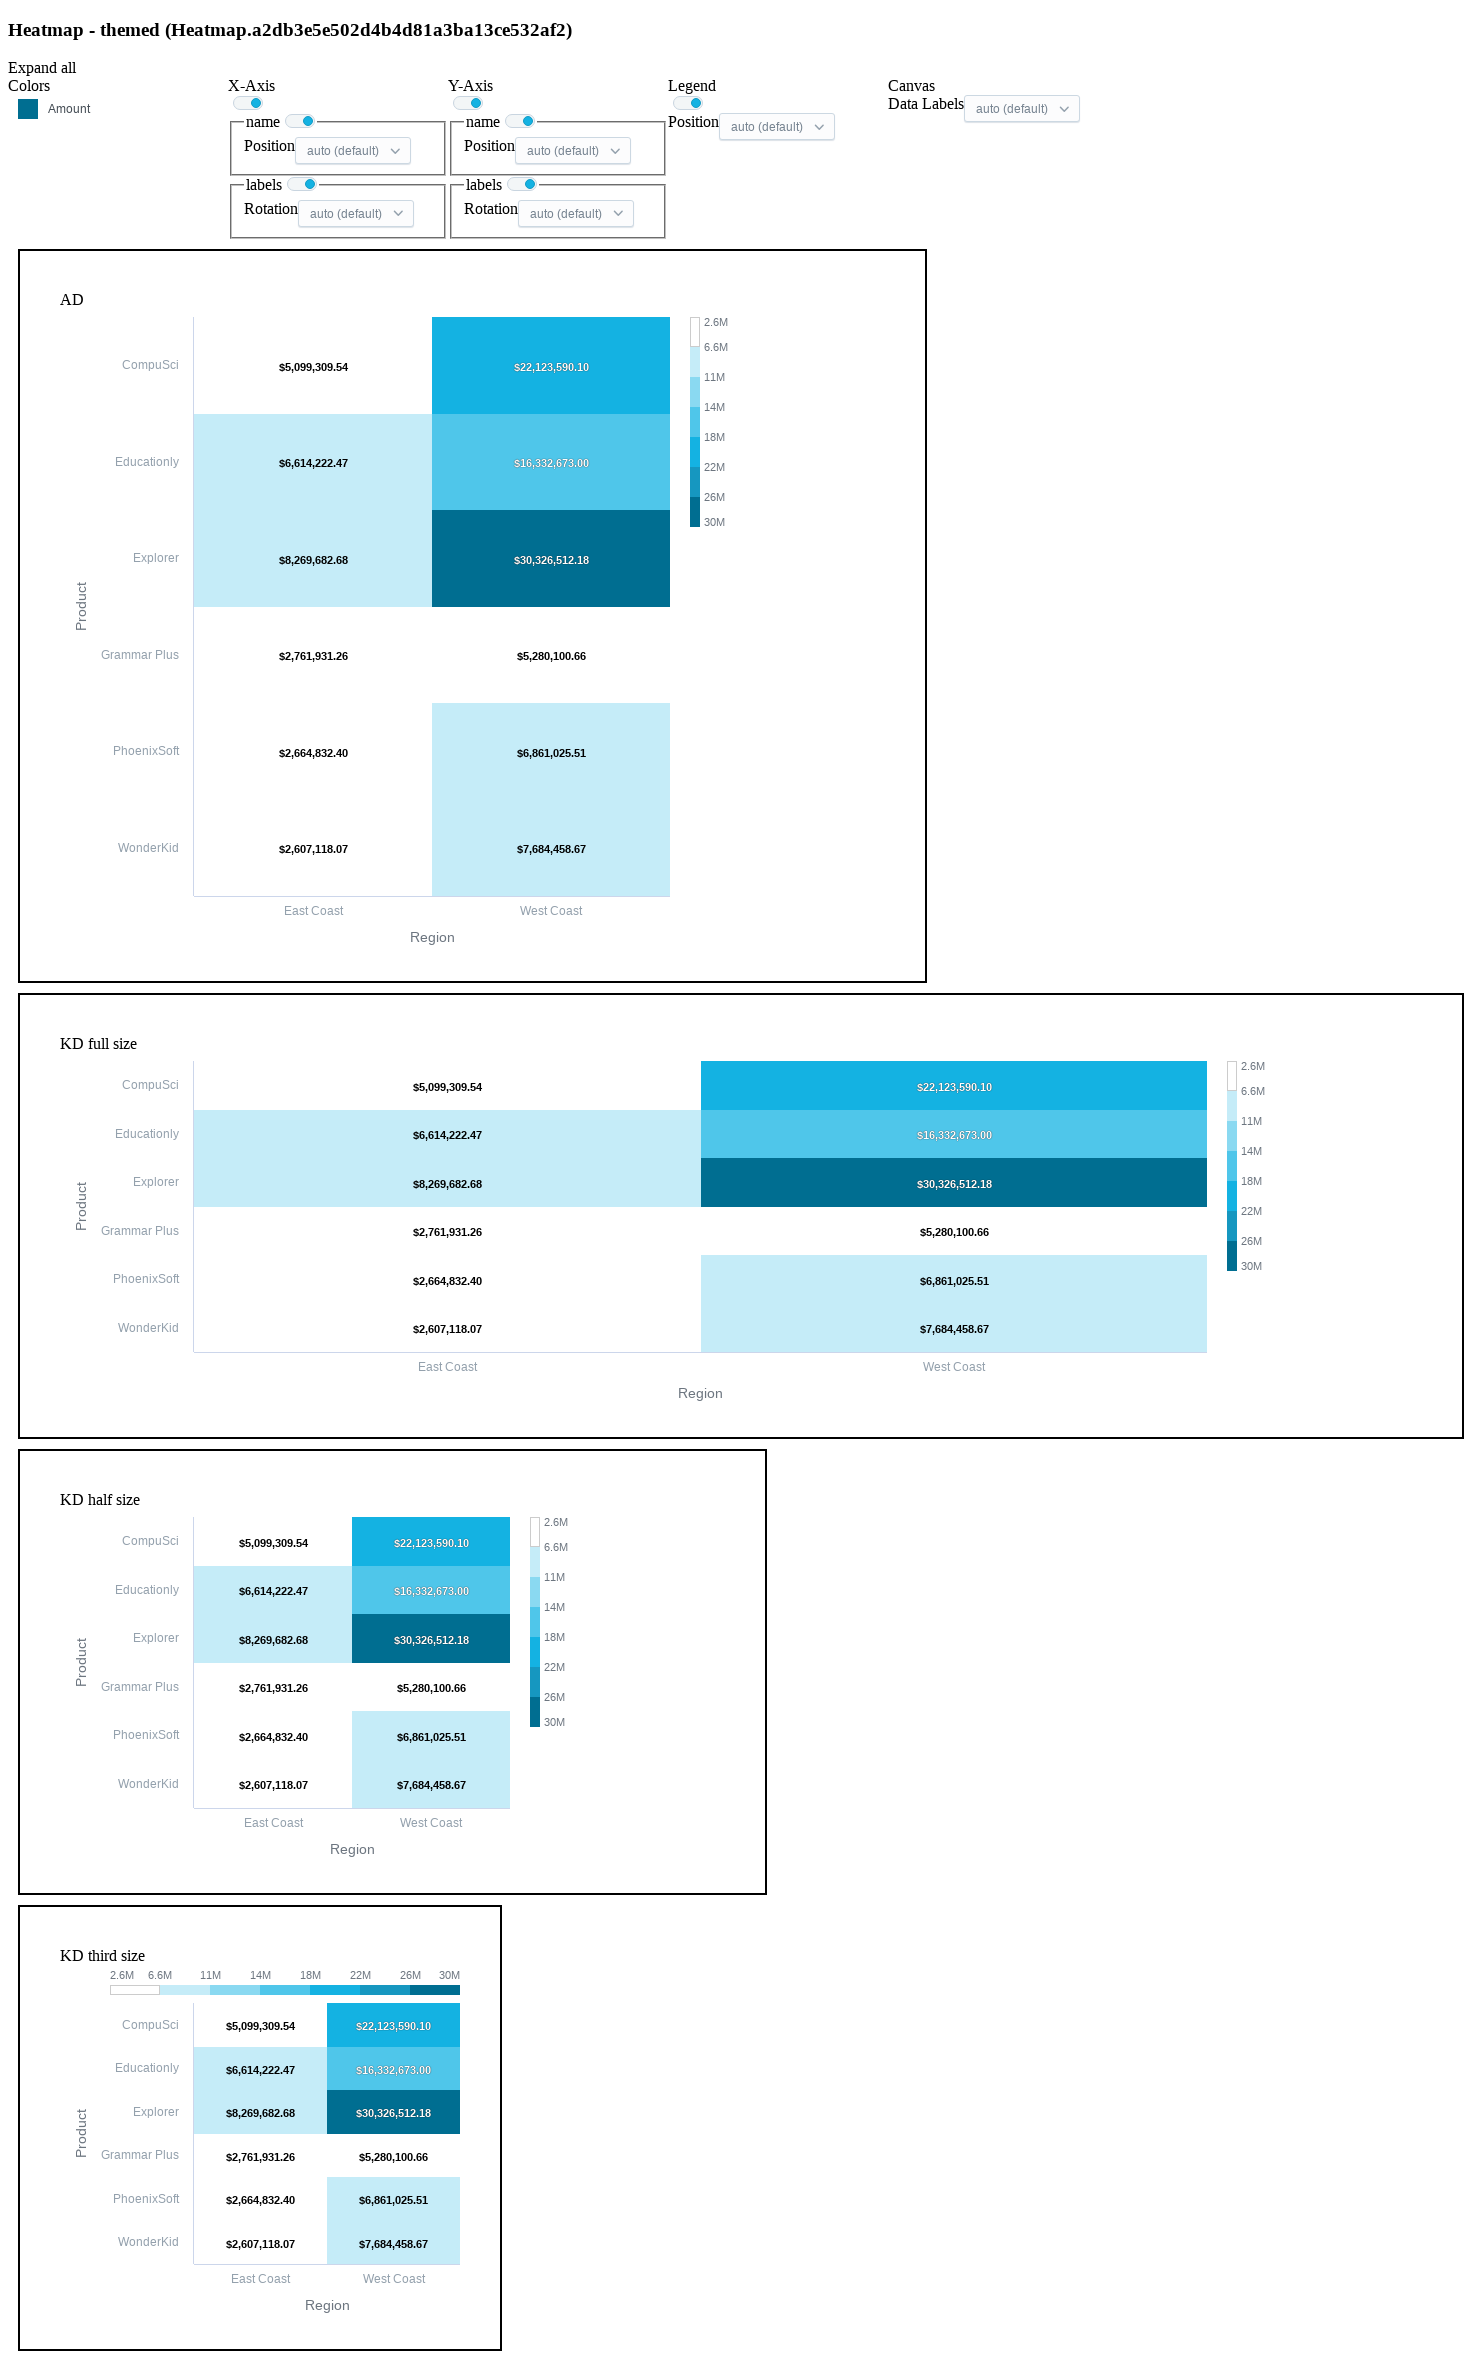 Heatmap - themed (Heatmap.a2db3e5e502d4b4d81a3ba13ce532af2)
Expand all
Colors
Amount
X-Axis
name
Position auto (default)
labels
Rotation auto (default)
Y-Axis
name
Position auto (default)
labels
Rotation auto (default)
Legend
Position auto (default)
Canvas
Data Labels auto (default)
AD
CompuSci $5,099,309.54 $22,123,590.10
Educationly $6,614,222.47 $16,332,673.00
Explorer $8,269,682.68 $30,326,512.18
Grammar Plus $2,761,931.26 $5,280,100.66
PhoenixSoft $2,664,832.40 $6,861,025.51
WonderKid $2,607,118.07 $7,684,458.67
Product
East Coast West Coast
Region
2.6M
6.6M
11M
14M
18M
22M
26M
30M
KD full size
CompuSci $5,099,309.54 $22,123,590.10
Educationly $6,614,222.47 $16,332,673.00
Explorer $8,269,682.68 $30,326,512.18
Grammar Plus $2,761,931.26 $5,280,100.66
PhoenixSoft $2,664,832.40 $6,861,025.51
WonderKid $2,607,118.07 $7,684,458.67
Product
East Coast West Coast
Region
2.6M
6.6M
11M
14M
18M
22M
26M
30M
KD half size
CompuSci $5,099,309.54 $22,123,590.10
Educationly $6,614,222.47 $16,332,673.00
Explorer $8,269,682.68 $30,326,512.18
Grammar Plus $2,761,931.26 $5,280,100.66
PhoenixSoft $2,664,832.40 $6,861,025.51
WonderKid $2,607,118.07 $7,684,458.67
Product
East Coast West Coast
Region
2.6M
6.6M
11M
14M
18M
22M
26M
30M
KD third size
2.6M 6.6M 11M 14M 18M 22M 26M 30M
CompuSci $5,099,309.54 $22,123,590.10
Educationly $6,614,222.47 $16,332,673.00
Explorer $8,269,682.68 $30,326,512.18
Grammar Plus $2,761,931.26 $5,280,100.66
PhoenixSoft $2,664,832.40 $6,861,025.51
WonderKid $2,607,118.07 $7,684,458.67
Product
East Coast West Coast
Region